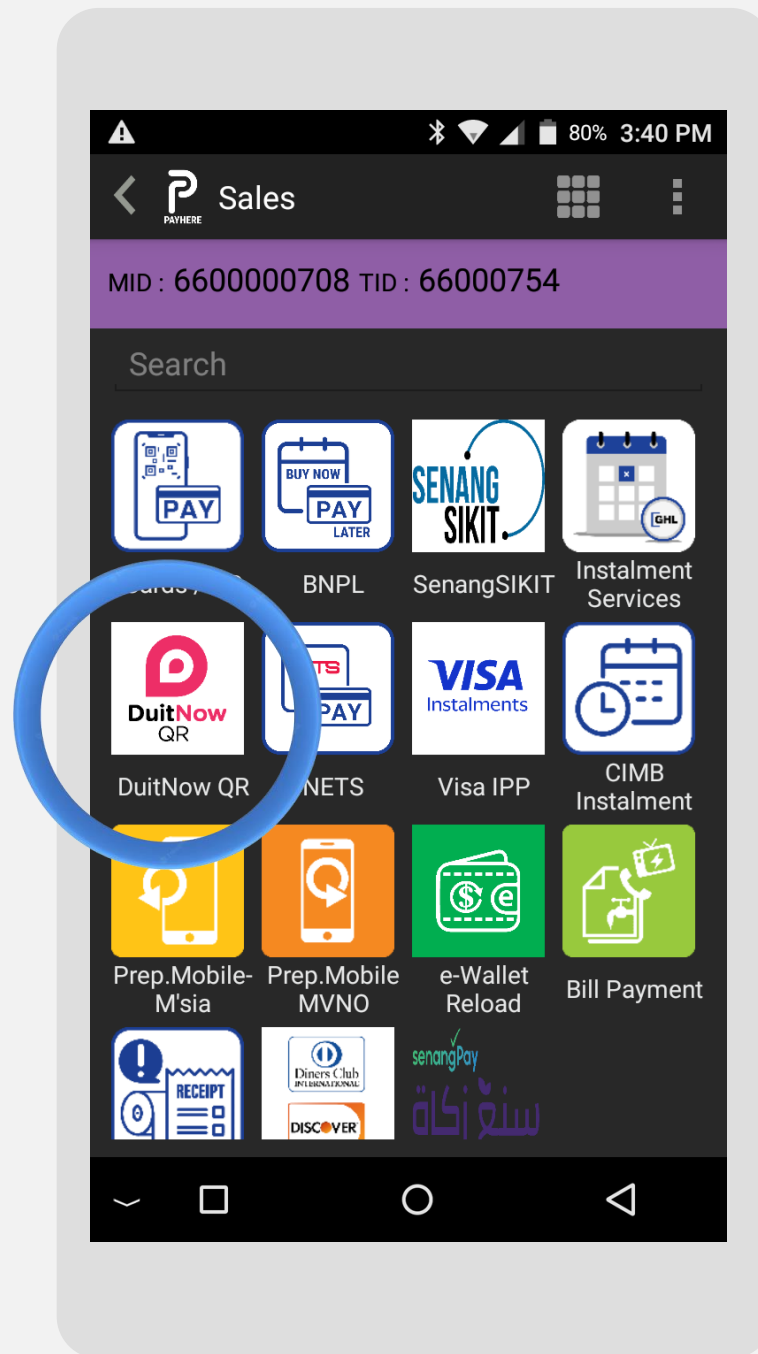 80% 3:40 PM
PAYHERE
Sales
MID : 6600000708 TID : 66000754
Search
PAY
BUY NOW
PAY
LATER
SENANG
SIKIT.
GHL
BNPL
SenangSIKIT
Instalment
Services
DuitNow
QR
PAY
VISA
Instalments
DuitNow QR
NETS
Visa IPP
CIMB
Instalment
Prep.Mobile-
M'sia
Prep.Mobile
MVNO
e-Wallet
Reload
Bill Payment
RECEIPT
Diners Club
INTERNATIONAL
DISCOVER
senangPay